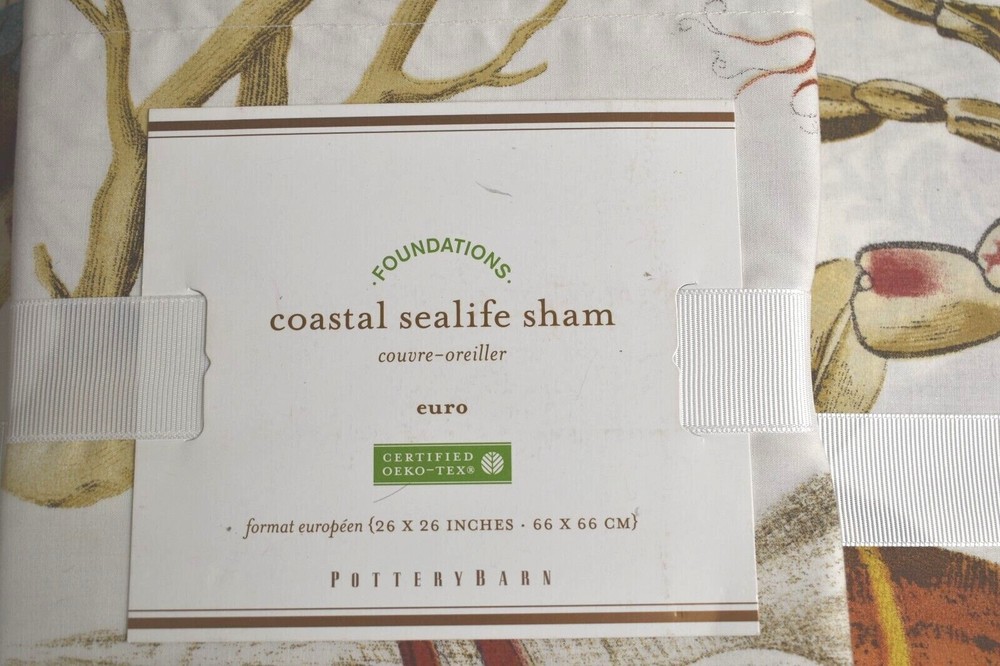 ·FOUNDATIONS·
coastal sealife sham
couvre-oreiller
euro
CERTIFIED
OEKO-TEX®
format européen {26 X 26 INCHES · 66 X 66 CM}
POTTERYBARN